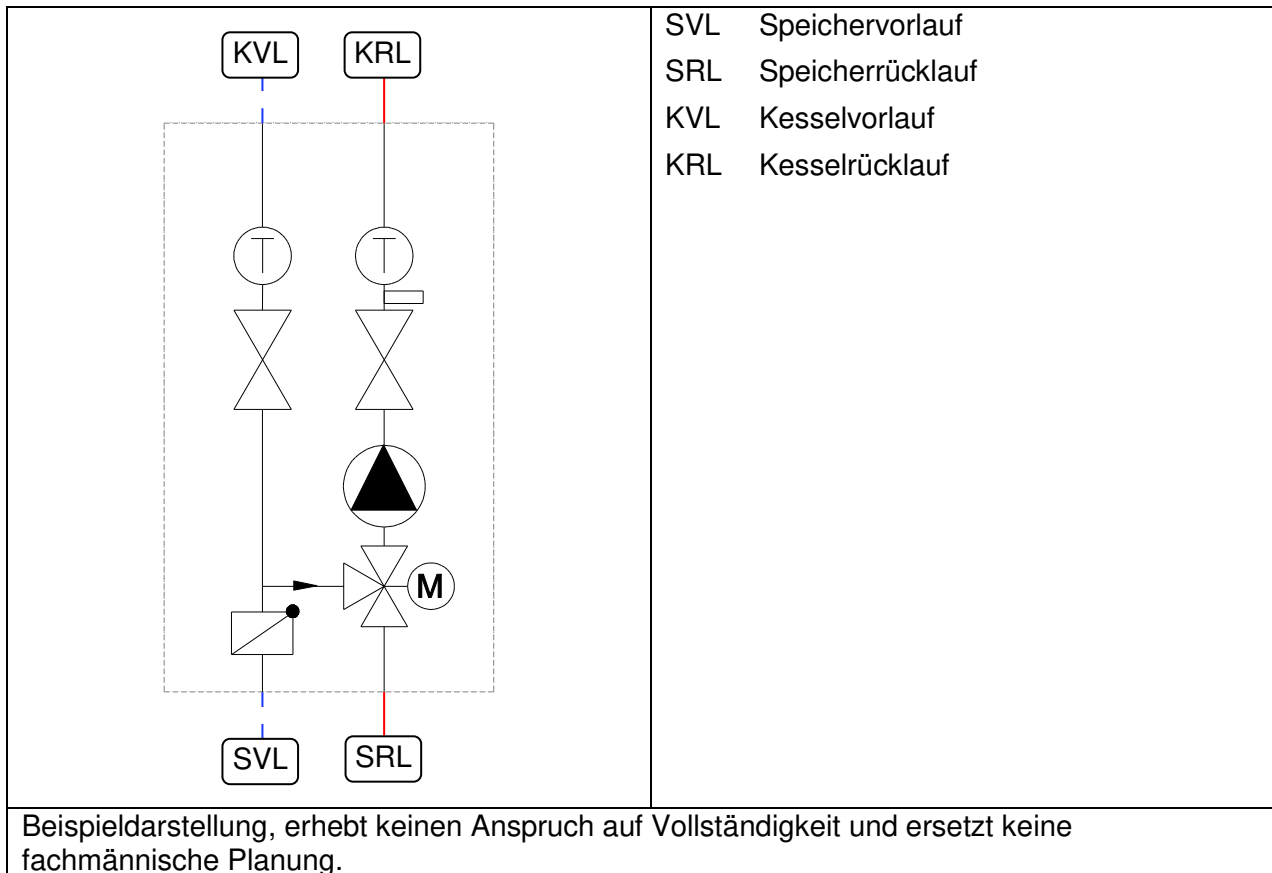 KVL KRL
T T
M
SVL SRL
SVL Speichervorlauf
SRL Speicherrücklauf
KVL Kesselvorlauf
KRL Kesselrücklauf
Beispieldarstellung, erhebt keinen Anspruch auf Vollständigkeit und ersetzt keine
fachmännische Planung.